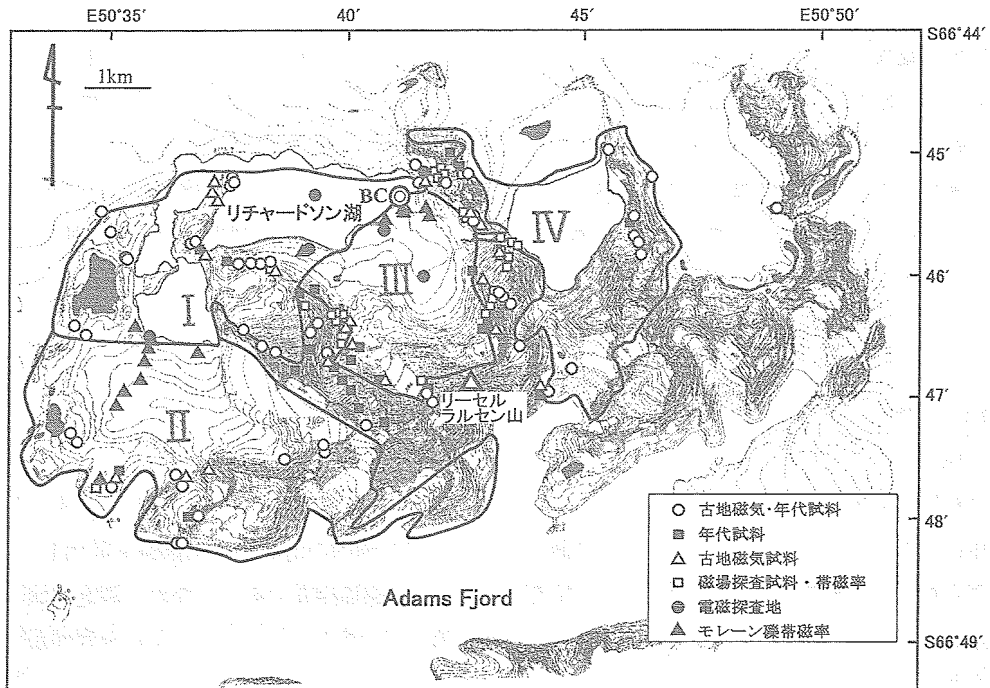 E50°35′
40′
45′
E50°50′
S66°44′
1km
45′
BC
リチャードソン湖
IV
III
46′
I
リーセル
ラルセン山
47′
II
48′
Adams Fjord
S66°49′
古地磁気・年代試料
年代試料
古地磁気試料
磁場探査試料・帯磁率
電磁探査地
モレーン礫帯磁率